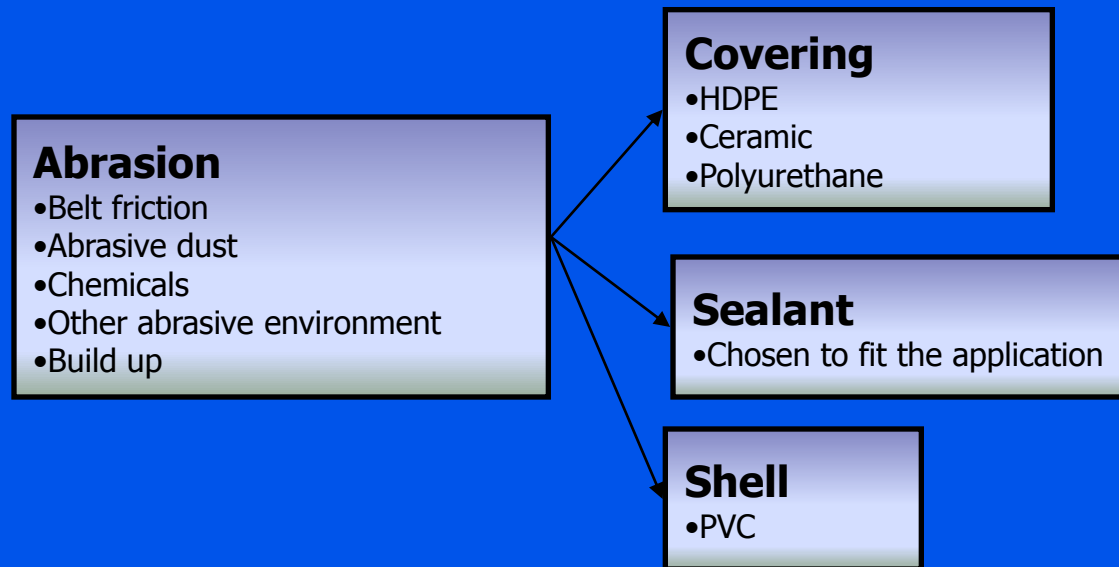 Abrasion
•Belt friction
•Abrasive dust
•Chemicals
•Other abrasive environment
•Build up
Covering
•HDPE
•Ceramic
•Polyurethane
Sealant
•Chosen to fit the application
Shell
•PVC